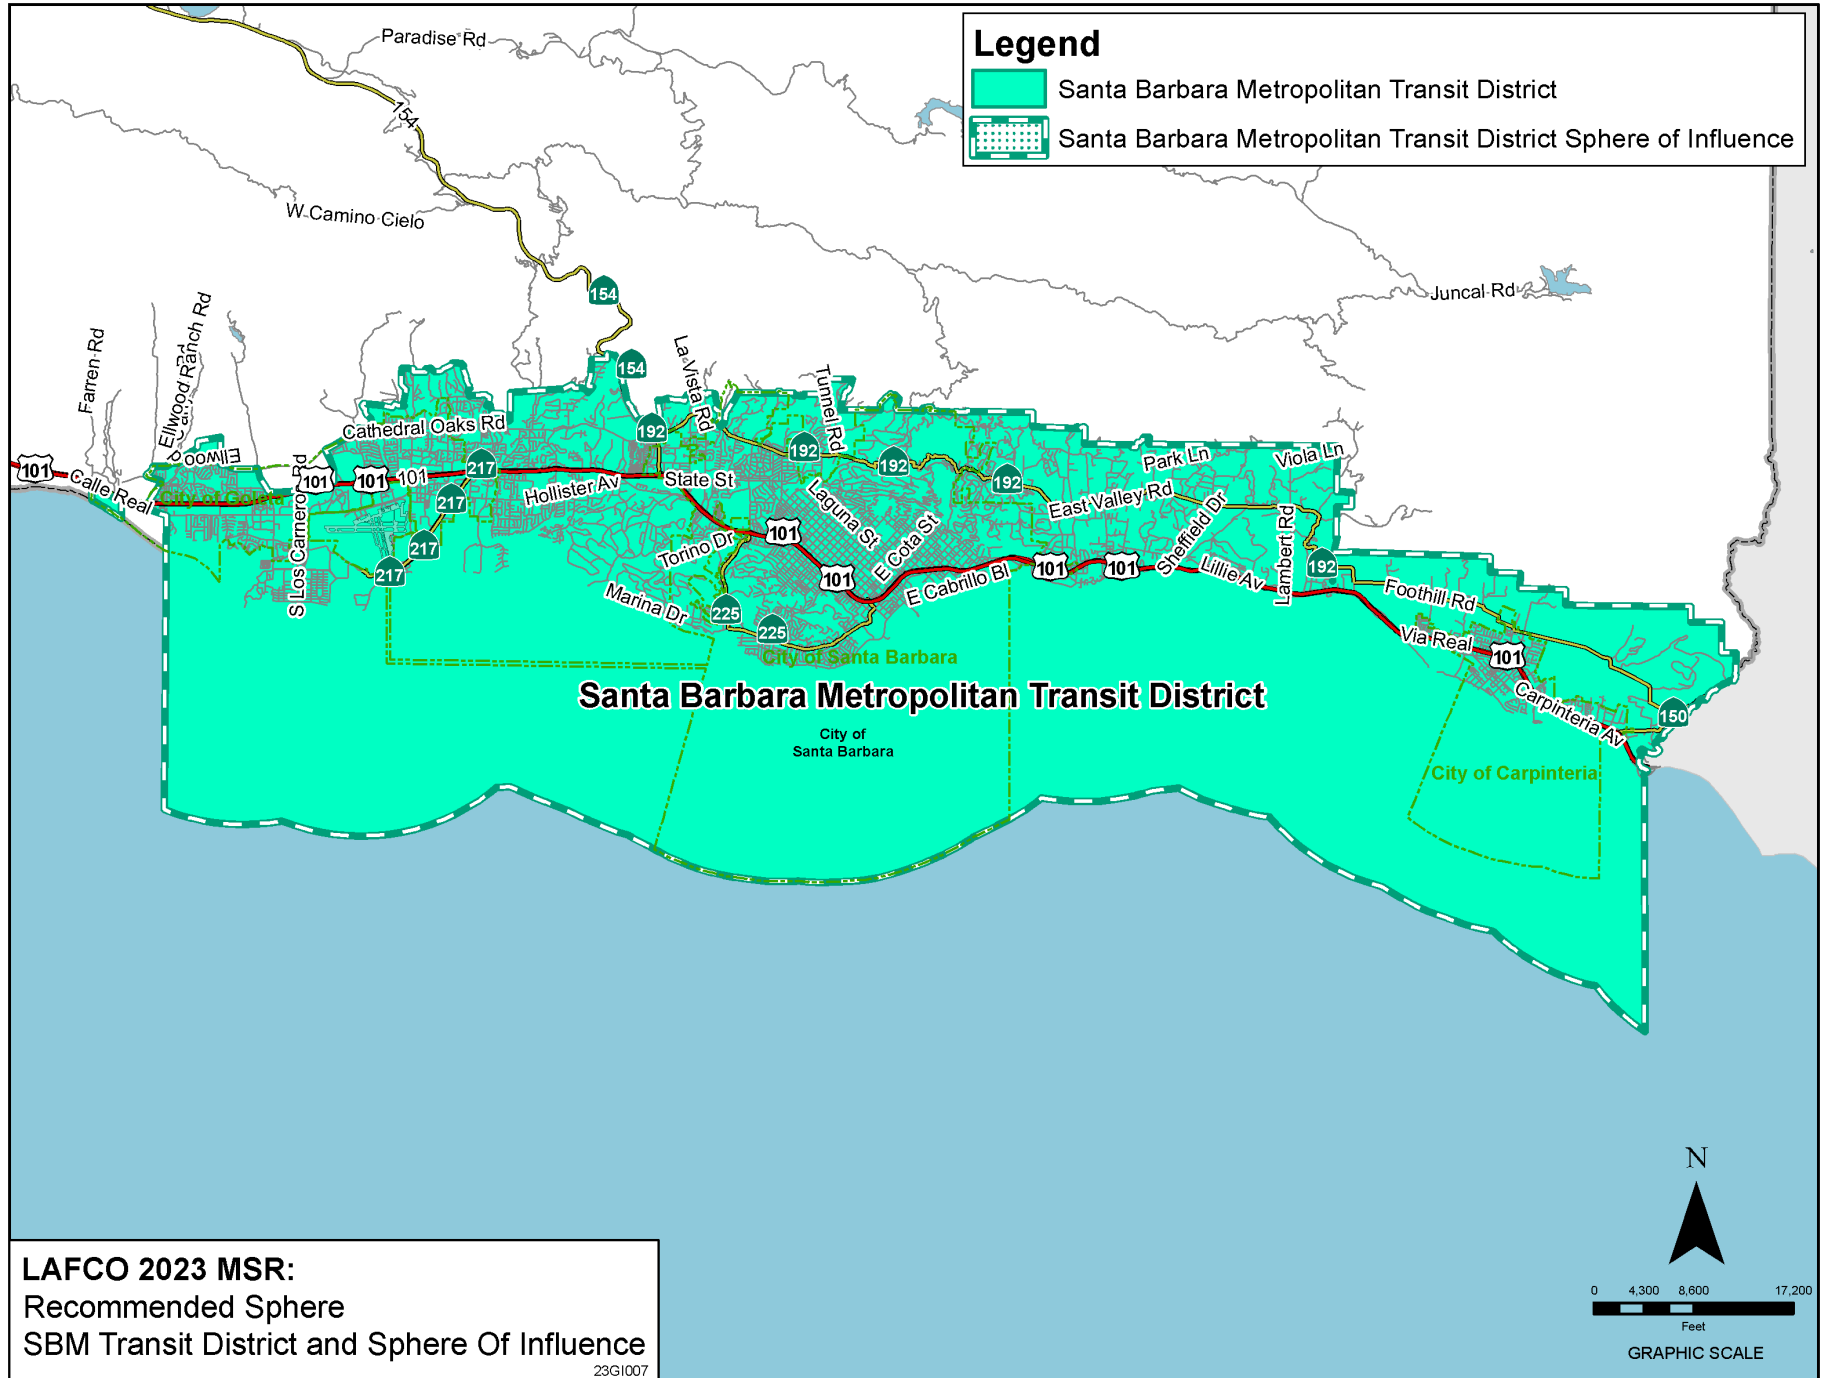 Legend
Santa Barbara Metropolitan Transit District
Santa Barbara Metropolitan Transit District Sphere of Influence
Paradise Rd
154
W Camino Cielo
154
Juncal Rd
154
Farren Rd
Ellwood Ranch Rd
La Vista Rd
Tunnel Rd
Cathedral Oaks Rd
192
192
192
192
Park Ln
Viola Ln
Ellwood
101
Calle Real
City of Goleta
S Los Carneros Rd
101
101
101
217
217
217
217
Hollister Av
State St
Laguna St
E Cota St
East Valley Rd
Sheffield Dr
Lambert Rd
Torino Dr
101
101
E Cabrillo Bl
101
101
Lillie Av
192
Foothill Rd
Marina Dr
225
225
City of Santa Barbara
Via Real
101
Carpinteria Av
150
Santa Barbara Metropolitan Transit District
City of
Santa Barbara
City of Carpinteria
N
0 4,300 8,600 17,200
Feet
GRAPHIC SCALE
LAFCO 2023 MSR:
Recommended Sphere
SBM Transit District and Sphere Of Influence
23GI007